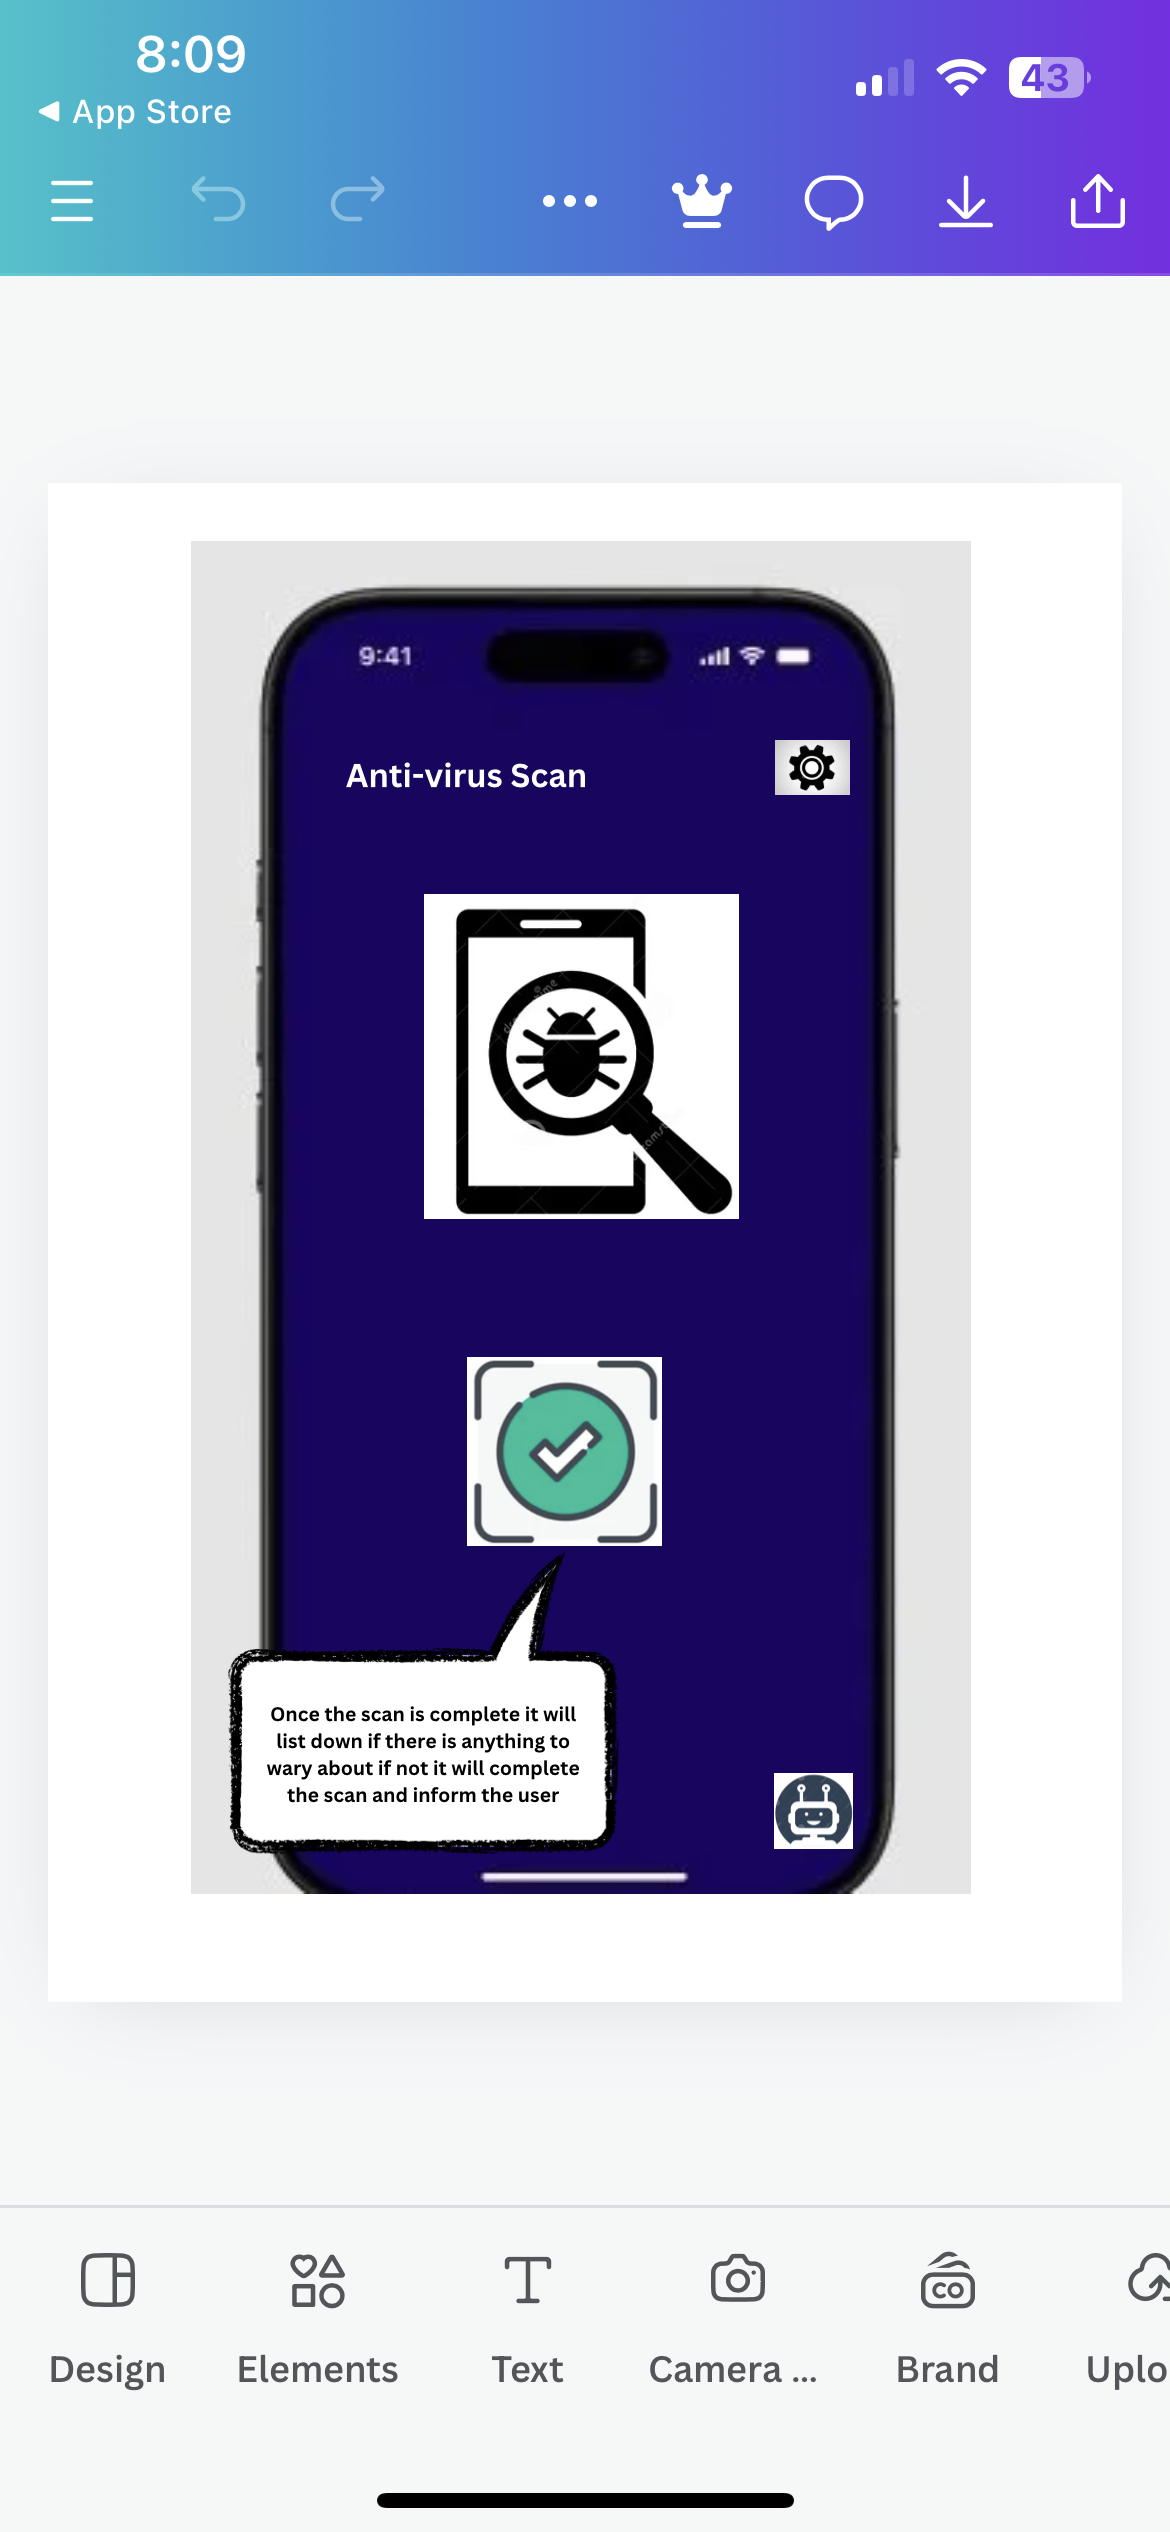 8:09
43
App Store
9:41
Anti-virus Scan
Once the scan is complete it will
list down if there is anything to
wary about if not it will complete
the scan and inform the user
CO
Design
Elements
Text
Camera ...
Brand
Uplo